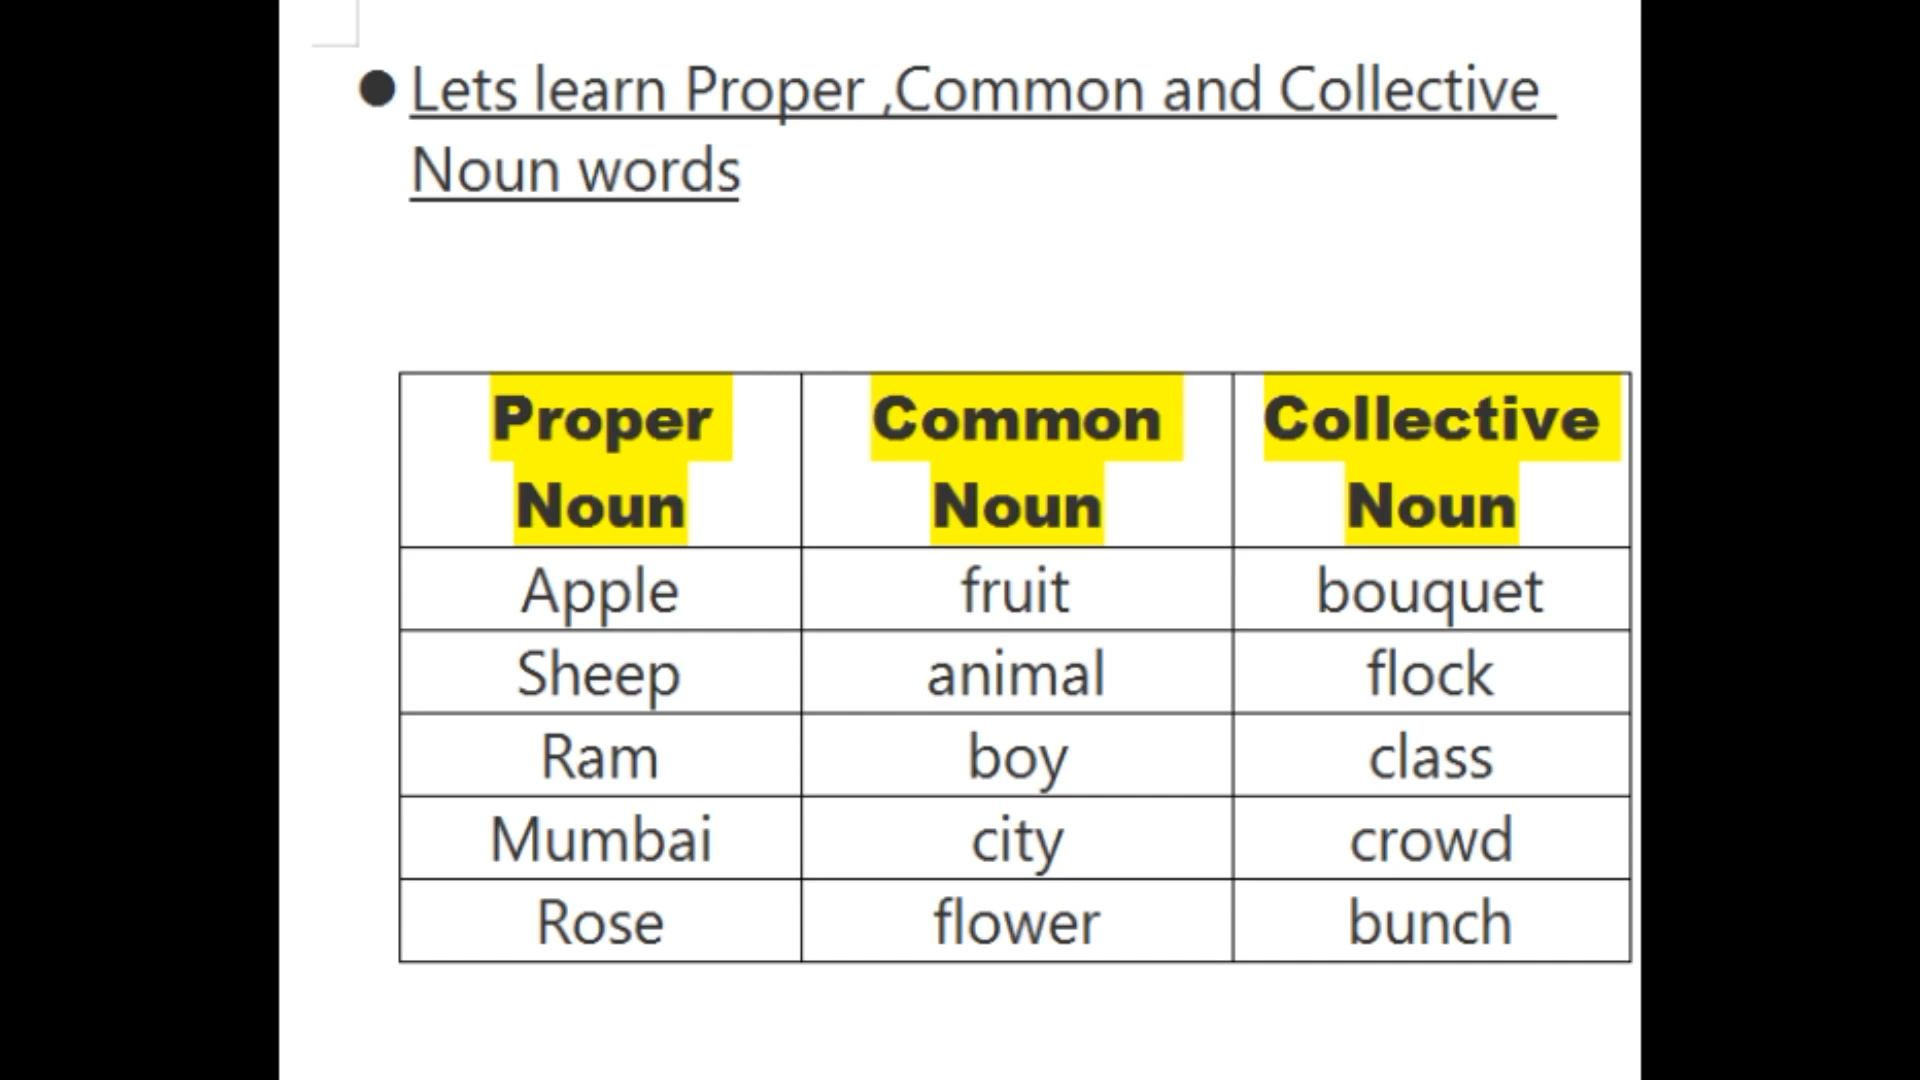 ● Lets learn Proper ,Common and Collective
Noun words
Proper Noun Common Noun Collective Noun
Apple fruit bouquet
Sheep animal flock
Ram boy class
Mumbai city crowd
Rose flower bunch